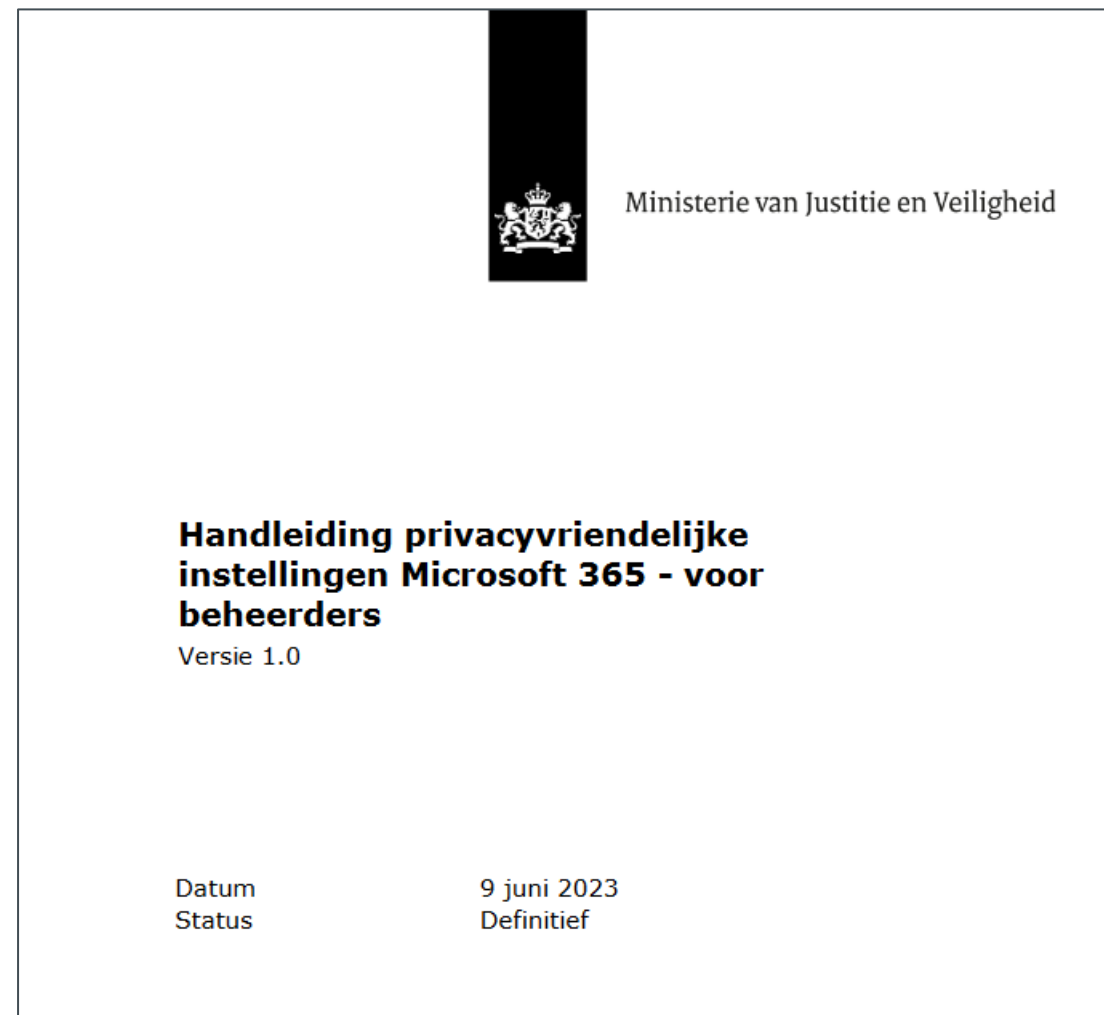 Ministerie van Justitie en Veiligheid
Handleiding privacyvriendelijke
instellingen Microsoft 365 - voor
beheerders
Versie 1.0
Datum 9 juni 2023
Status Definitief